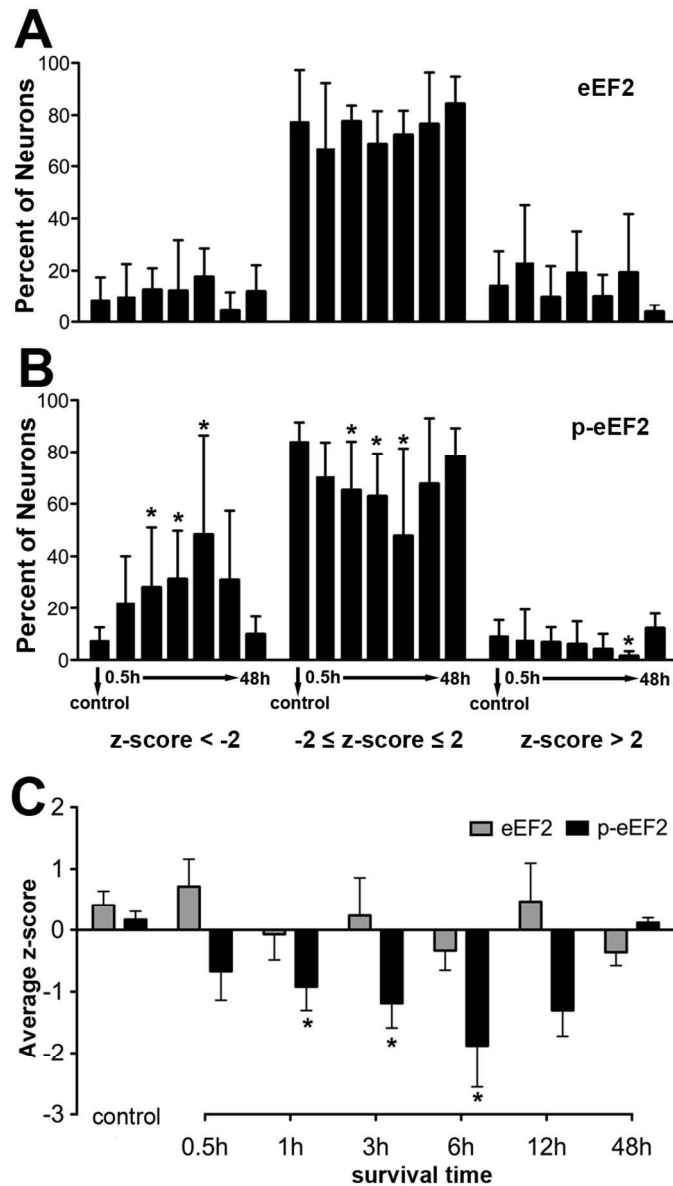 A
100
80
60
40
20
0
Percent of Neurons
eEF2
B
100
80
60
40
20
0
Percent of Neurons
p-eEF2
* * * * * * *
0.5h 48h 0.5h 48h 0.5h 48h
control control control
z-score < -2 -2 ≤ z-score ≤ 2 z-score > 2
C
2
1
0
-1
-2
-3
Average z-score
eEF2 p-eEF2
* * *
control 0.5h 1h 3h 6h 12h 48h
survival time